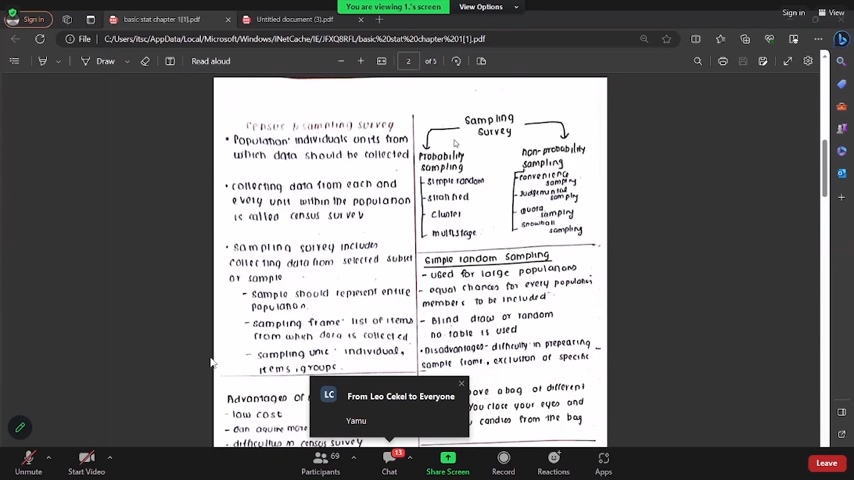 You are viewing 1.'s screen
View Options
Sign in
basic stat chapter 1[1].pdf
Untitled document (3).pdf
Sign in
View
File
C:/Users/itsc/AppData/Local/Microsoft/Windows/INetCache/IE/JFXQ8RFL/basic%20stat%20chapter%201[1].pdf
Draw
Read aloud
2
of 5
Census & sampling survey
• Population: individuals units from
which data should be collected
• collecting data from each and
every unit within the population
is called census survey
• sampling survey includes
collecting data from selected subset
or sample
- sample should represent entire
population.
- sampling frame: list of items
from which data is collected
- sampling unit: individual,
items, groups.
Advantages of
- low cost
- can aquire more
- difficulties in census survey
Sampling
Survey
Probability
sampling
simple random
stratified
cluster
multistage
non-probability
sampling
convenience
sampling
Judgemental
sampling
quota
sampling
snowball
sampling
Simple random sampling
- used for large populations
- equal chances for every population
members to be included
- Blind draw or random
no table is used
• Disadvantages - difficulty in prepeating
sample frame, exclusion of specific
have a bag of different
You close your eyes and
candies from the bag
LC
From Leo Cekel to Everyone
Yamu
Unmute
Start Video
69
Participants
13
Chat
Share Screen
Record
Reactions
Apps
Leave